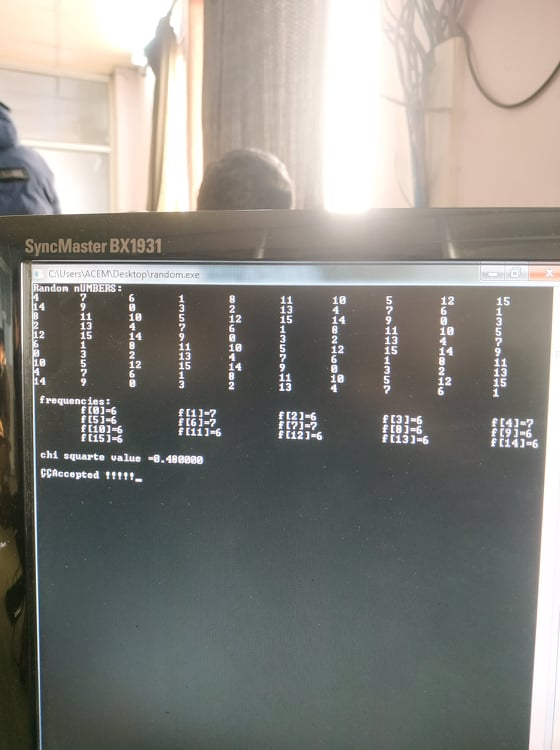 SyncMaster BX1931
C:\Users\ACEM\Desktop\random.exe
Random nUMBERS:
4 7 6 1 8 11 10 5 12 15
14 9 0 3 2 13 4 7 6 1
8 11 10 5 12 15 14 9 0 3
2 13 4 7 6 1 8 11 10 5
12 15 14 9 0 3 2 13 4 7
6 1 8 11 10 5 12 15 14 9
0 3 2 13 4 7 6 1 8 11
10 5 12 15 14 9 0 3 2 13
4 7 6 1 8 11 10 5 12 15
14 9 0 3 2 13 4 7 6 1
frequencies:
f[0]=6 f[1]=7 f[2]=6 f[3]=6 f[4]=7
f[5]=6 f[6]=7 f[7]=7 f[8]=6 f[9]=6
f[10]=6 f[11]=6 f[12]=6 f[13]=6 f[14]=6
f[15]=6
chi squarte value =0.480000
ÇÇAccepted !!!!!_